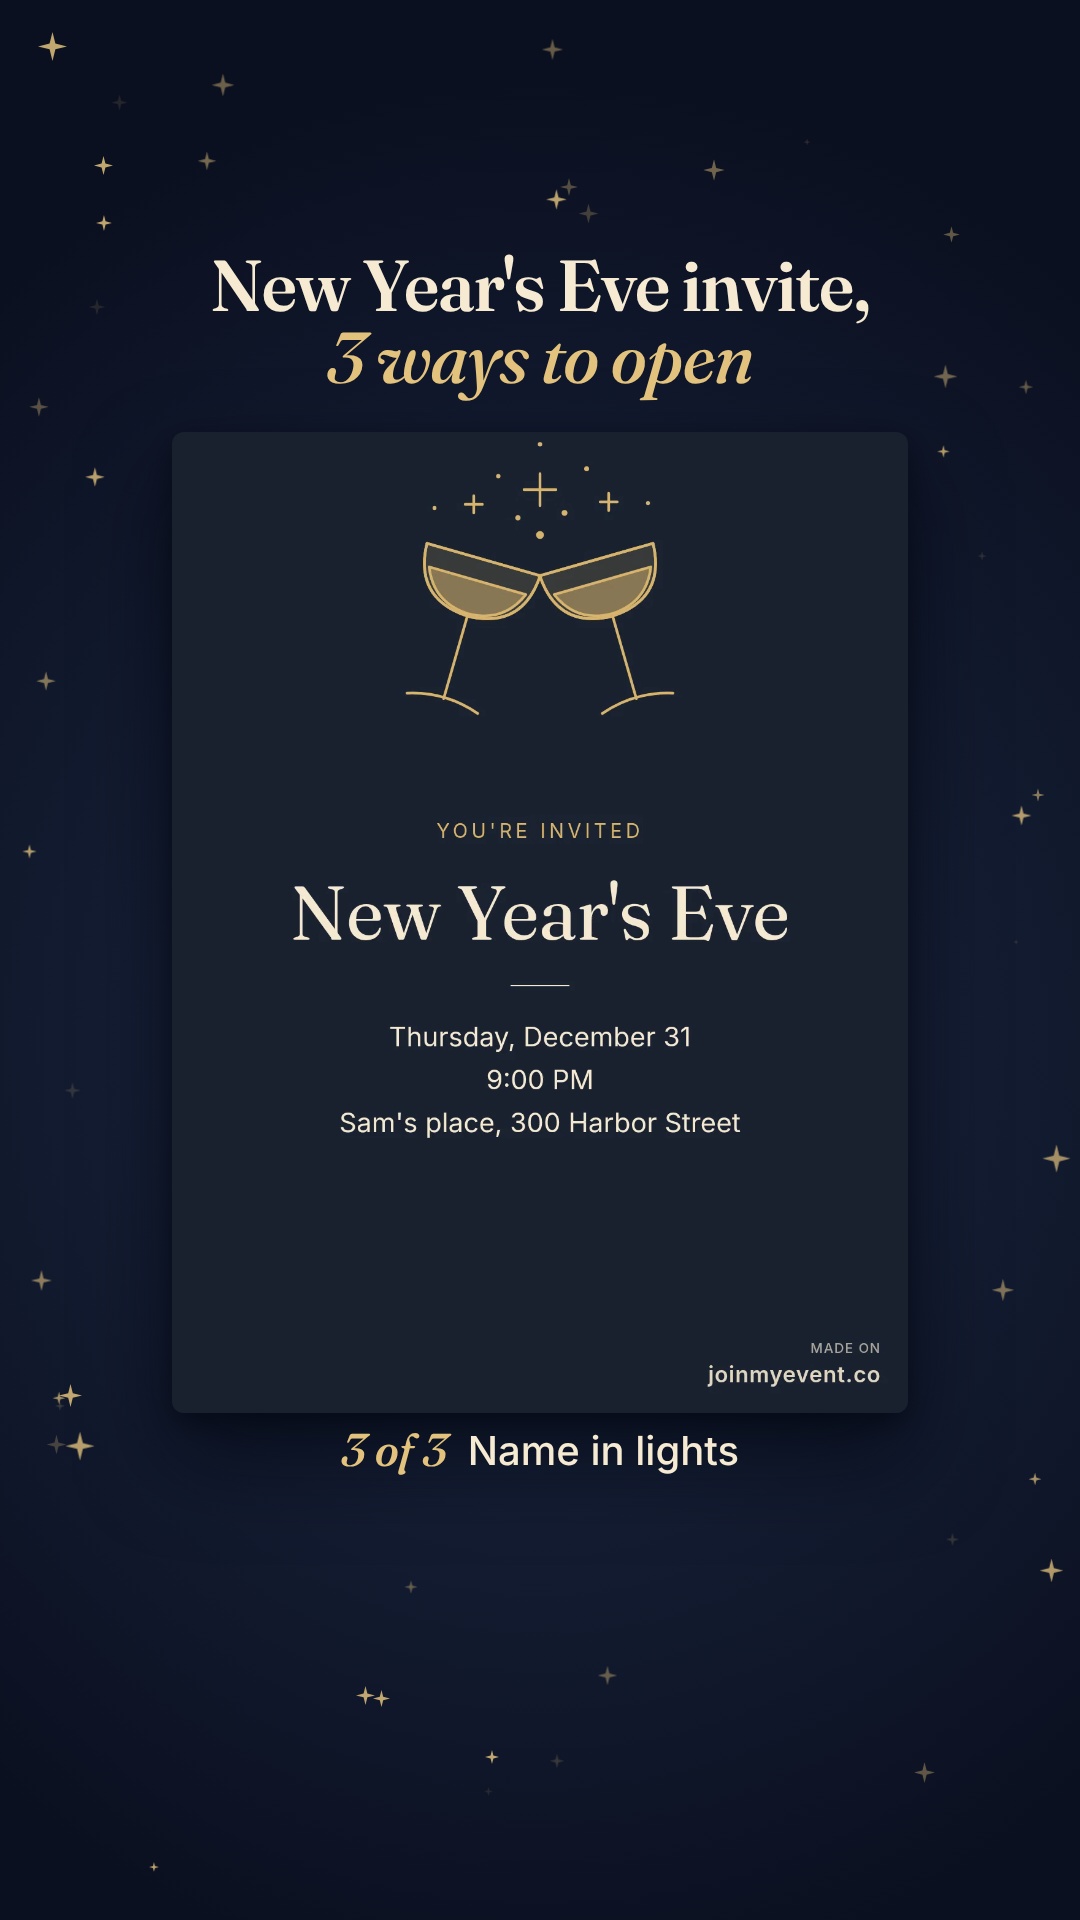 New Year's Eve invite,
3 ways to open
YOU'RE INVITED
New Year's Eve
Thursday, December 31
9:00 PM
Sam's place, 300 Harbor Street
MADE ON
joinmyevent.co
3 of 3 Name in lights